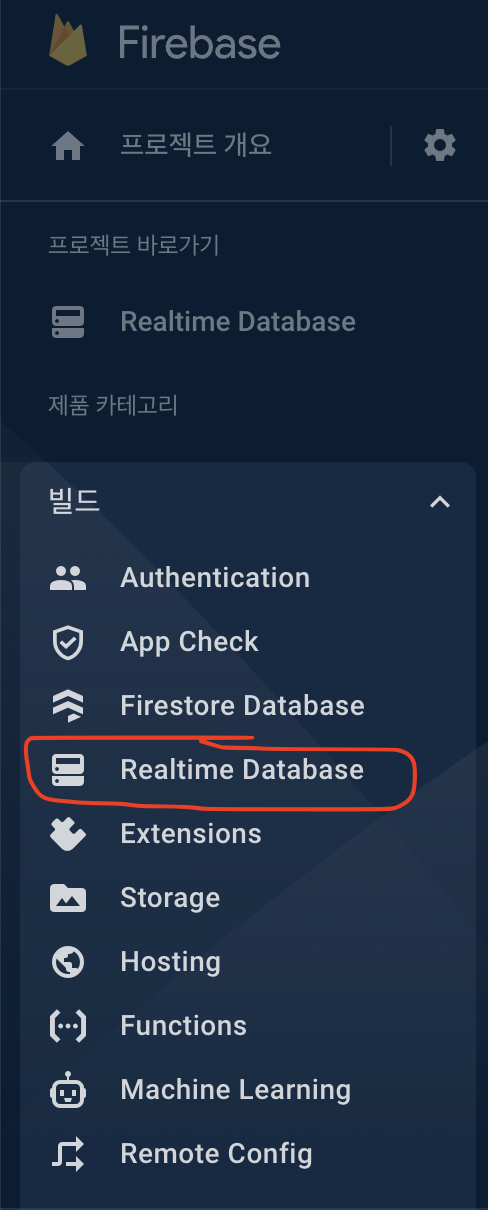 Firebase
프로젝트 개요
프로젝트 바로가기
Realtime Database
제품 카테고리
빌드
Authentication
App Check
Firestore Database
Realtime Database
Extensions
Storage
Hosting
Functions
Machine Learning
Remote Config